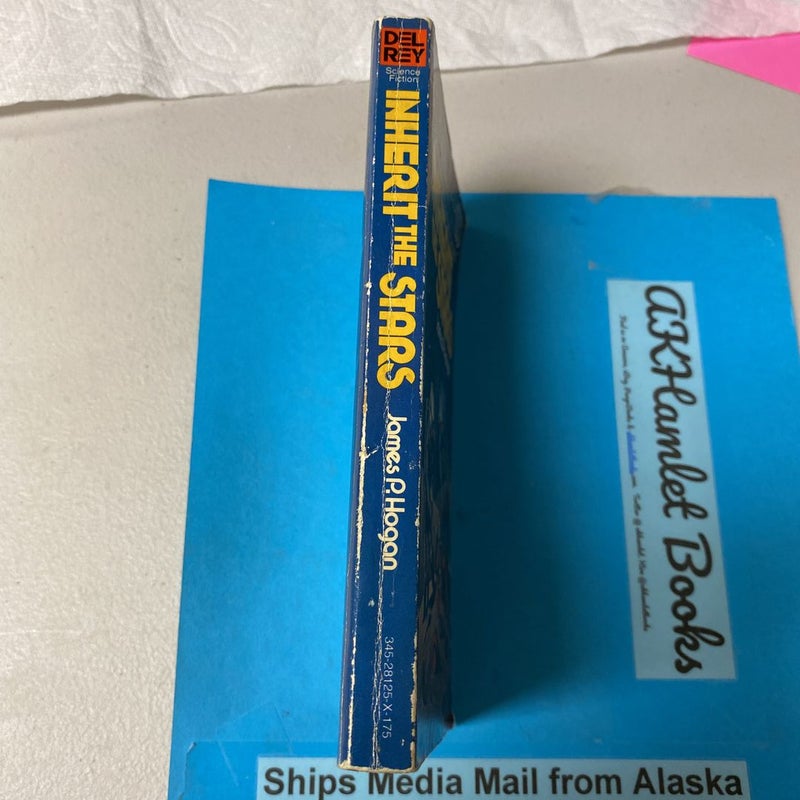 DEL
REY
Science
Fiction
INHERIT THE STARS
James P. Hogan
345-28125-X-175
AKHamlet Books
Ships Media Mail from Alaska